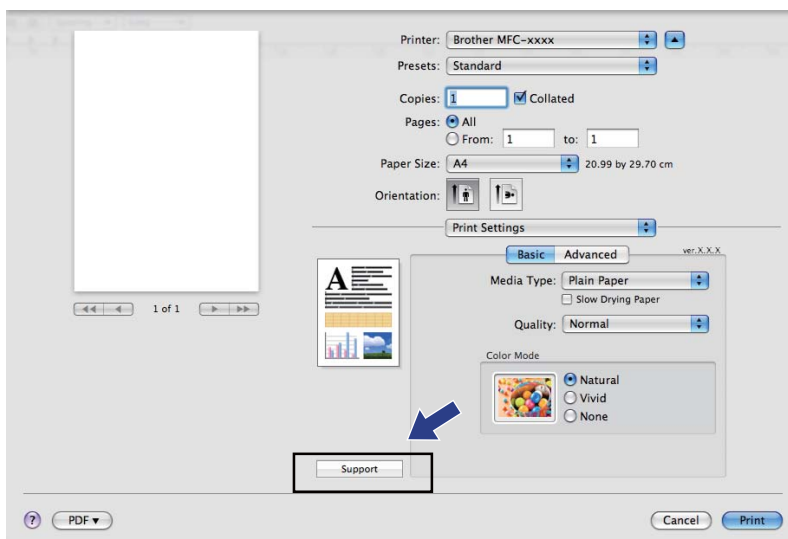 Printer: Brother MFC-xxxx
Presets: Standard
Copies: 1 Collated
Pages: All
From: 1 to: 1
Paper Size: A4 20.99 by 29.70 cm
Orientation:
Print Settings
Basic Advanced ver.X.X.X
Media Type: Plain Paper
Slow Drying Paper
Quality: Normal
Color Mode
Natural
Vivid
None
A
1 of 1
Support
? PDF Cancel Print